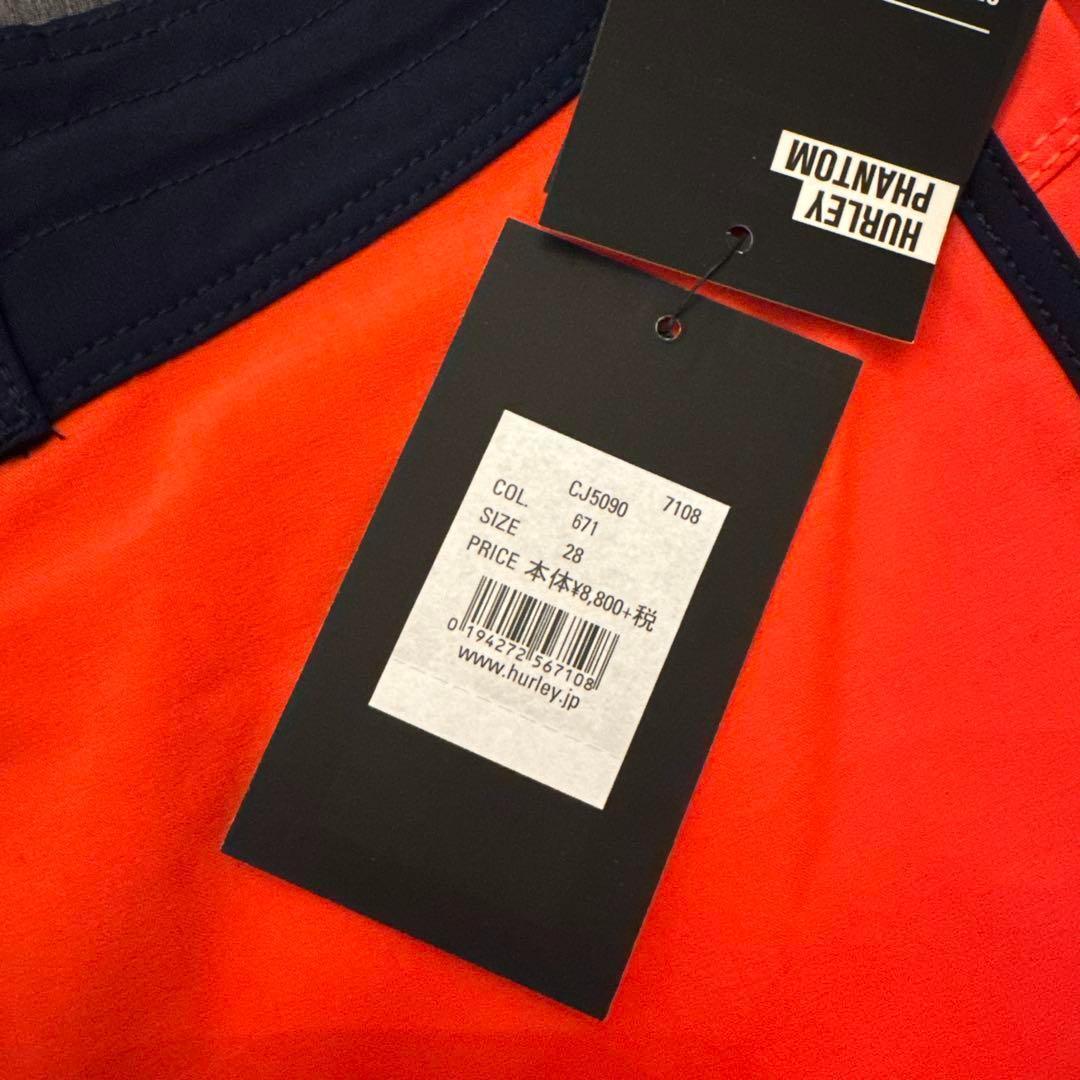 HURLEY
PHANTOM
CJ5090 7108
COL. 671
SIZE 28
PRICE 本体¥8,800+税
0 194272 567108
www.hurley.jp